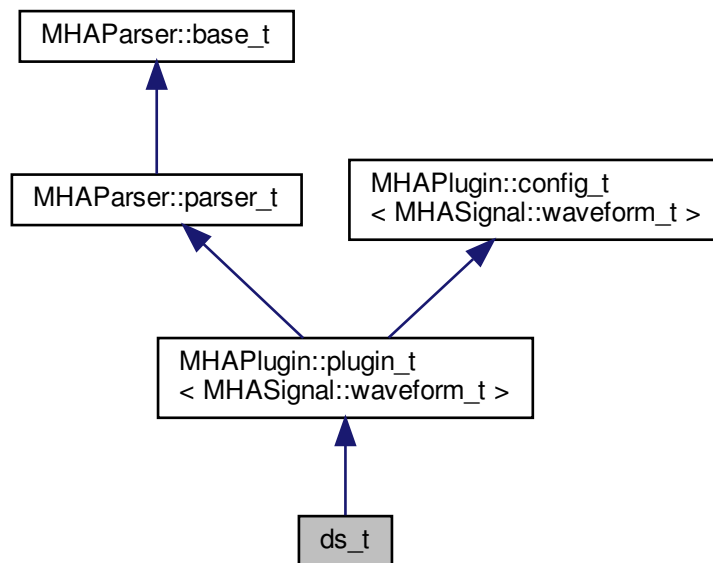 MHAParser::base_t
MHAParser::parser_t
MHAPlugin::config_t
< MHASignal::waveform_t >
MHAPlugin::plugin_t
< MHASignal::waveform_t >
ds_t